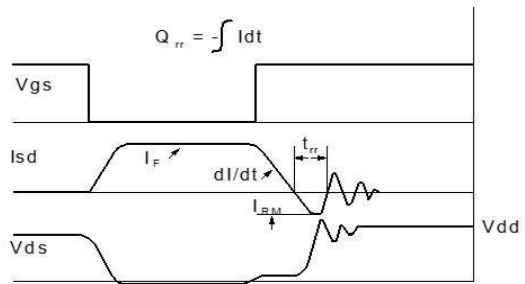 Q rr = - ∫ Idt
Vgs
Isd
I F
dI/dt
t rr
I RM
Vds
Vdd